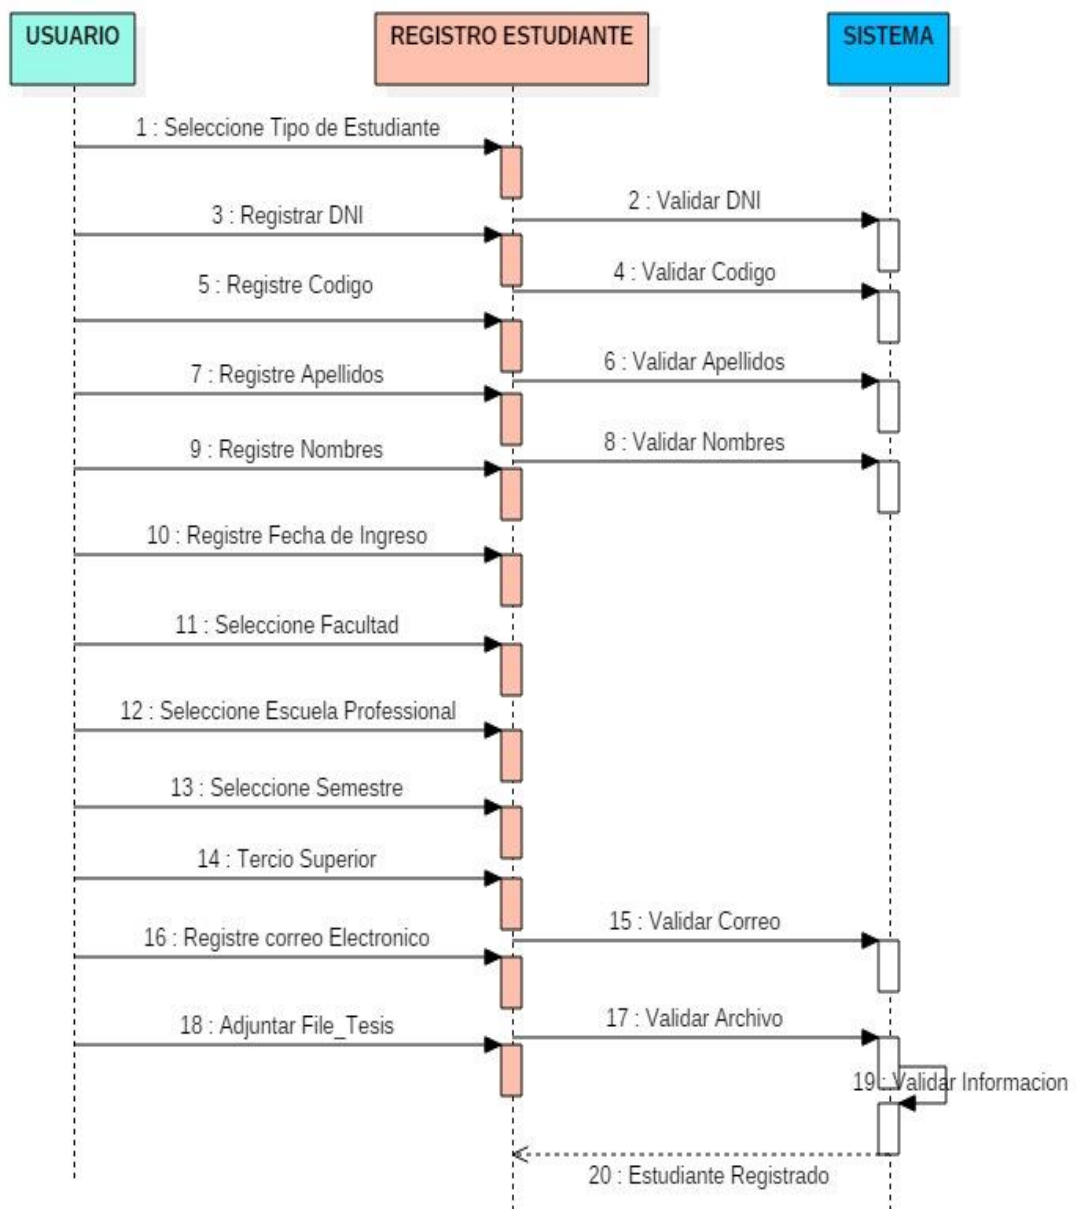 USUARIO
REGISTRO ESTUDIANTE
SISTEMA
1 : Seleccione Tipo de Estudiante
2 : Validar DNI
3 : Registrar DNI
4 : Validar Codigo
5 : Registre Codigo
6 : Validar Apellidos
7 : Registre Apellidos
8 : Validar Nombres
9 : Registre Nombres
10 : Registre Fecha de Ingreso
11 : Seleccione Facultad
12 : Seleccione Escuela Professional
13 : Seleccione Semestre
14 : Tercio Superior
15 : Validar Correo
16 : Registre correo Electronico
17 : Validar Archivo
18 : Adjuntar File_Tesis
19 : Validar Informacion
20 : Estudiante Registrado